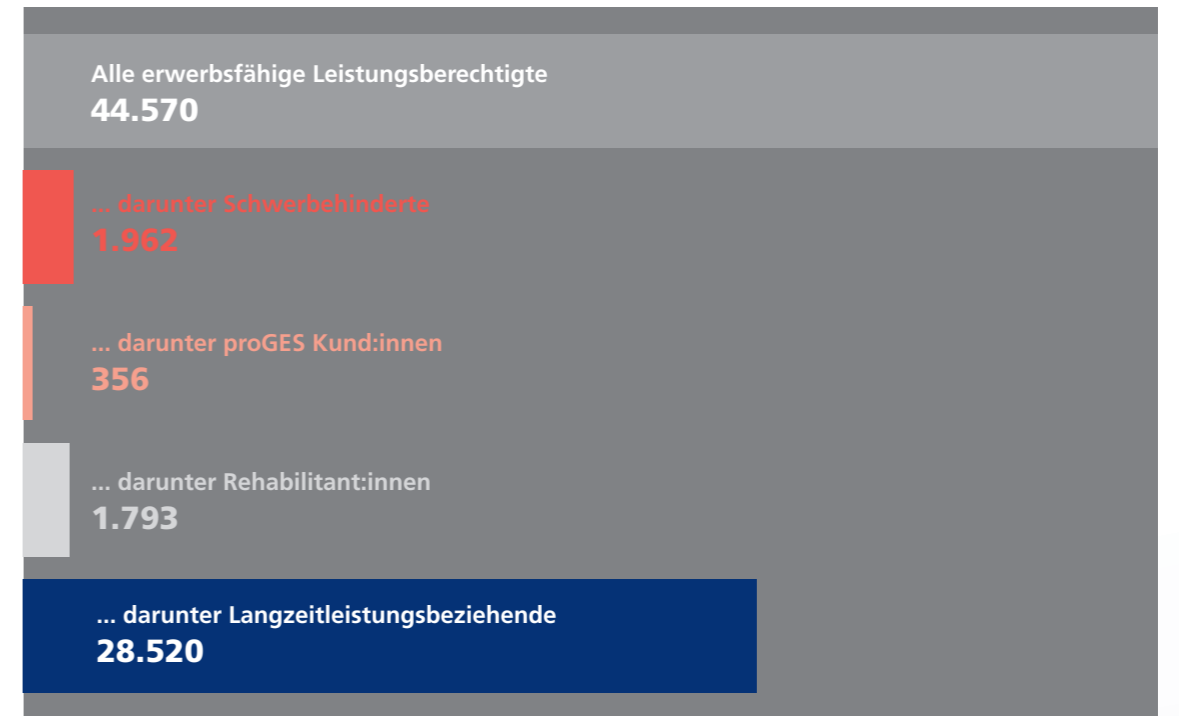 Alle erwerbsfähige Leistungsberechtigte
44.570
... darunter Schwerbehinderte
1.962
... darunter proGES Kund:innen
356
... darunter Rehabilitant:innen
1.793
... darunter Langzeitleistungsbeziehende
28.520